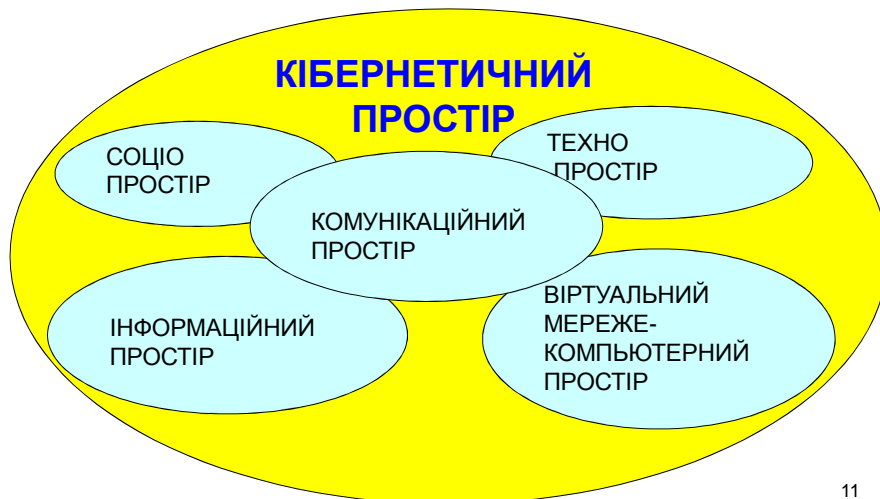 КІБЕРНЕТИЧНИЙ
ПРОСТІР
СОЦІО
ПРОСТІР
ТЕХНО
ПРОСТІР
КОМУНІКАЦІЙНИЙ
ПРОСТІР
ІНФОРМАЦІЙНИЙ
ПРОСТІР
ВІРТУАЛЬНИЙ
МЕРЕЖЕ-
КОМПЬЮТЕРНИЙ
ПРОСТІР
11